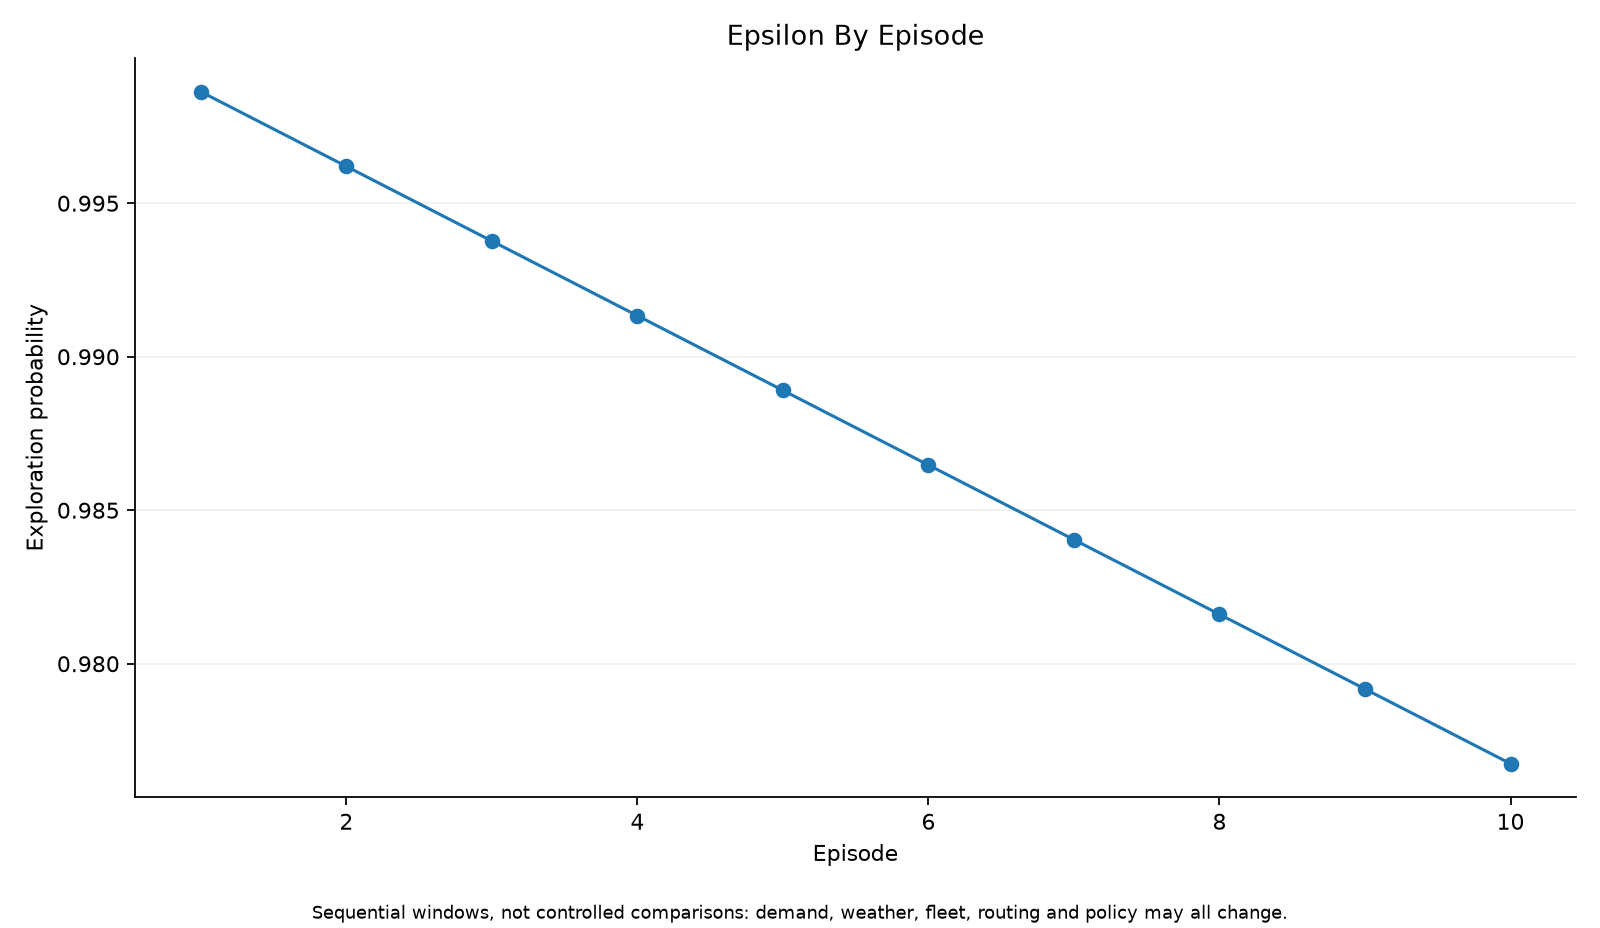 Epsilon By Episode
Exploration probability
0.995
0.990
0.985
0.980
2 4 6 8 10
Episode
Sequential windows, not controlled comparisons: demand, weather, fleet, routing and policy may all change.